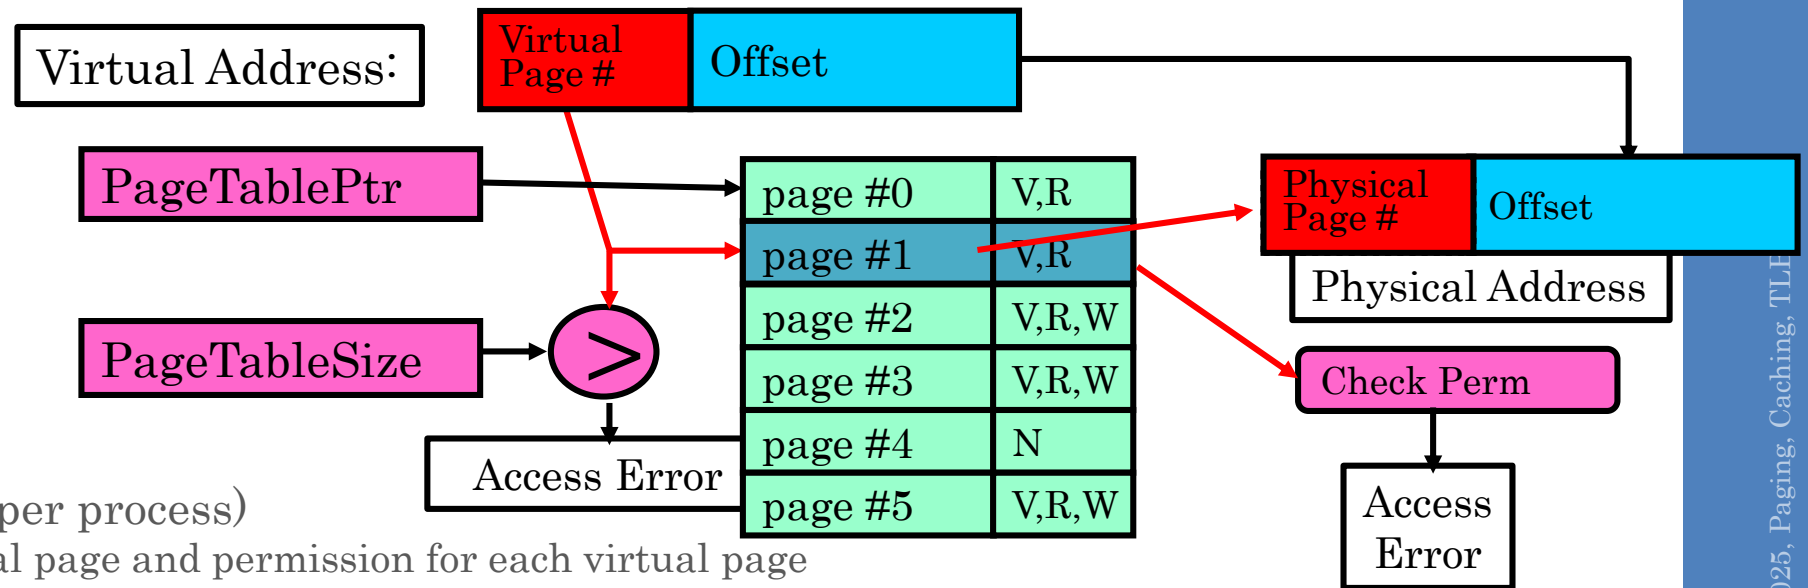 Virtual Address:
Virtual
Page #
Offset
PageTablePtr
PageTableSize
>
Access Error
page #0 V,R
page #1 V,R
page #2 V,R,W
page #3 V,R,W
page #4 N
page #5 V,R,W
Physical
Page #
Offset
Physical Address
Check Perm
Access
Error
per process)
al page and permission for each virtual page
025, Paging, Caching, TLB